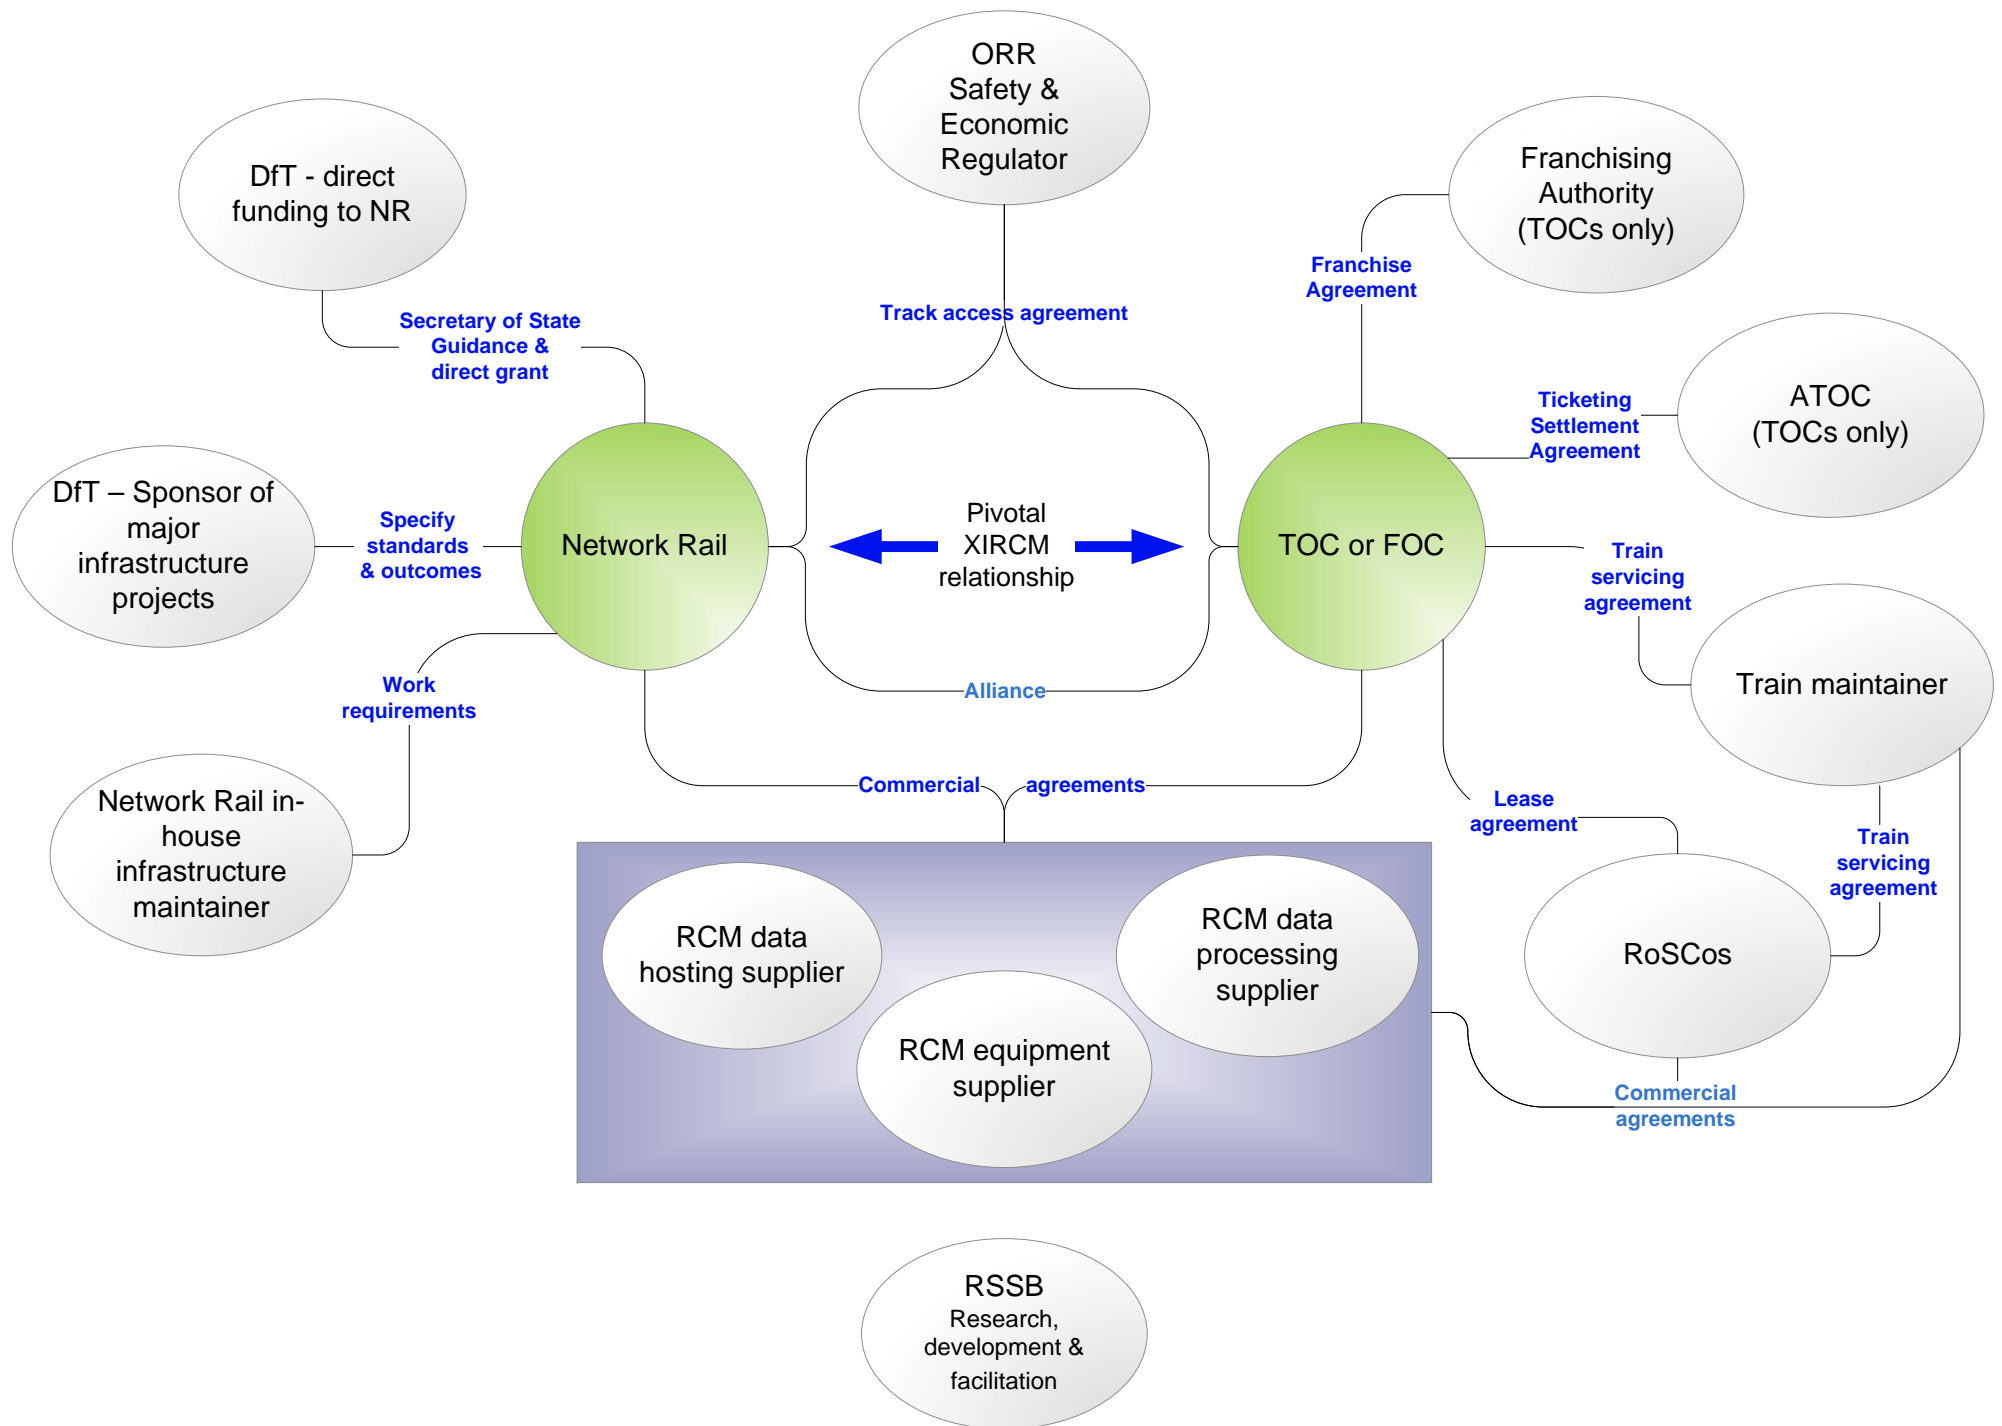 ORR
Safety &
Economic
Regulator
DfT - direct
funding to NR
Franchising
Authority
(TOCs only)
Franchise
Agreement
Track access agreement
Secretary of State
Guidance &
direct grant
Ticketing
Settlement
Agreement
ATOC
(TOCs only)
DfT – Sponsor of
major
infrastructure
projects
Specify
standards
& outcomes
Network Rail
Pivotal
XIRCM
relationship
TOC or FOC
Train
servicing
agreement
Work
requirements
Alliance
Train maintainer
Commercial agreements
Network Rail in-
house
infrastructure
maintainer
Lease
agreement
Train
servicing
agreement
RCM data
hosting supplier
RCM data
processing
supplier
RoSCos
RCM equipment
supplier
Commercial
agreements
RSSB
Research,
development &
facilitation